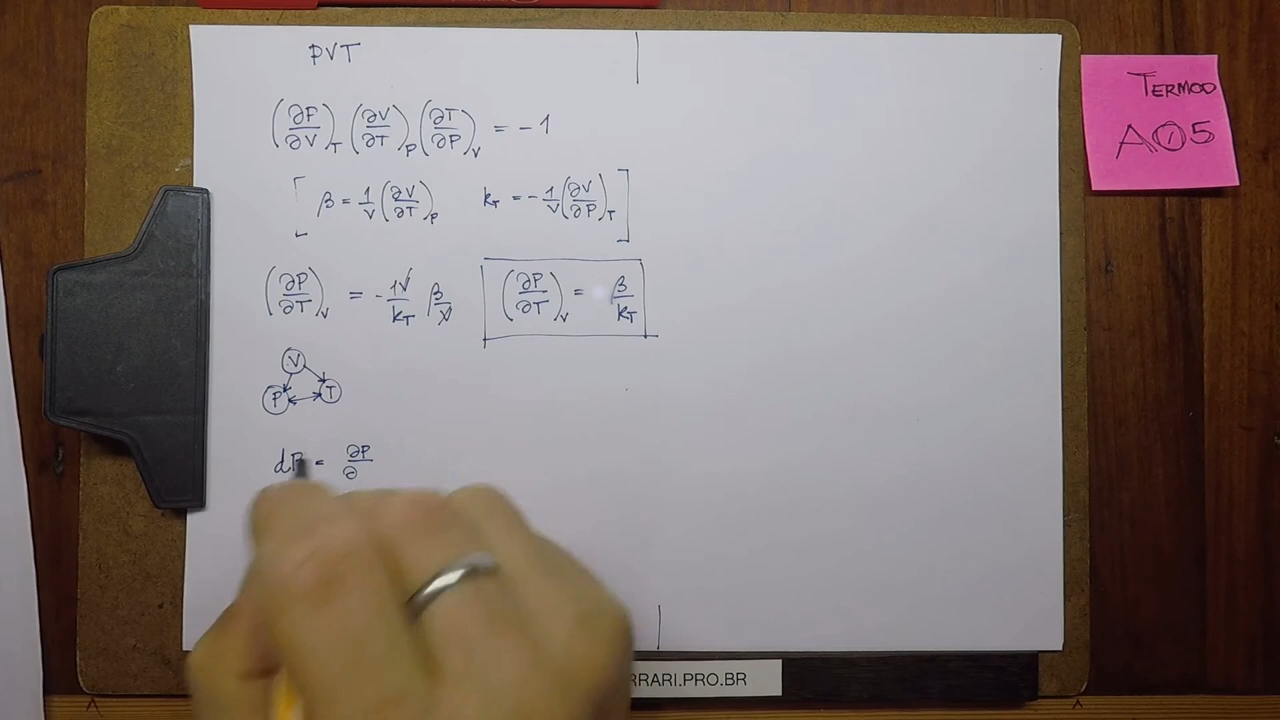 PVT
(∂P/∂V)_T (∂V/∂T)_P (∂T/∂P)_V = -1
[ β = 1/V (∂V/∂T)_P   k_T = -1/V (∂V/∂P)_T ]
(∂P/∂T)_V = -1V/k_T β/V   (∂P/∂T)_V = β/k_T
V
P T
dP = ∂P/∂
TERMOD
A05
RRARI.PRO.BR